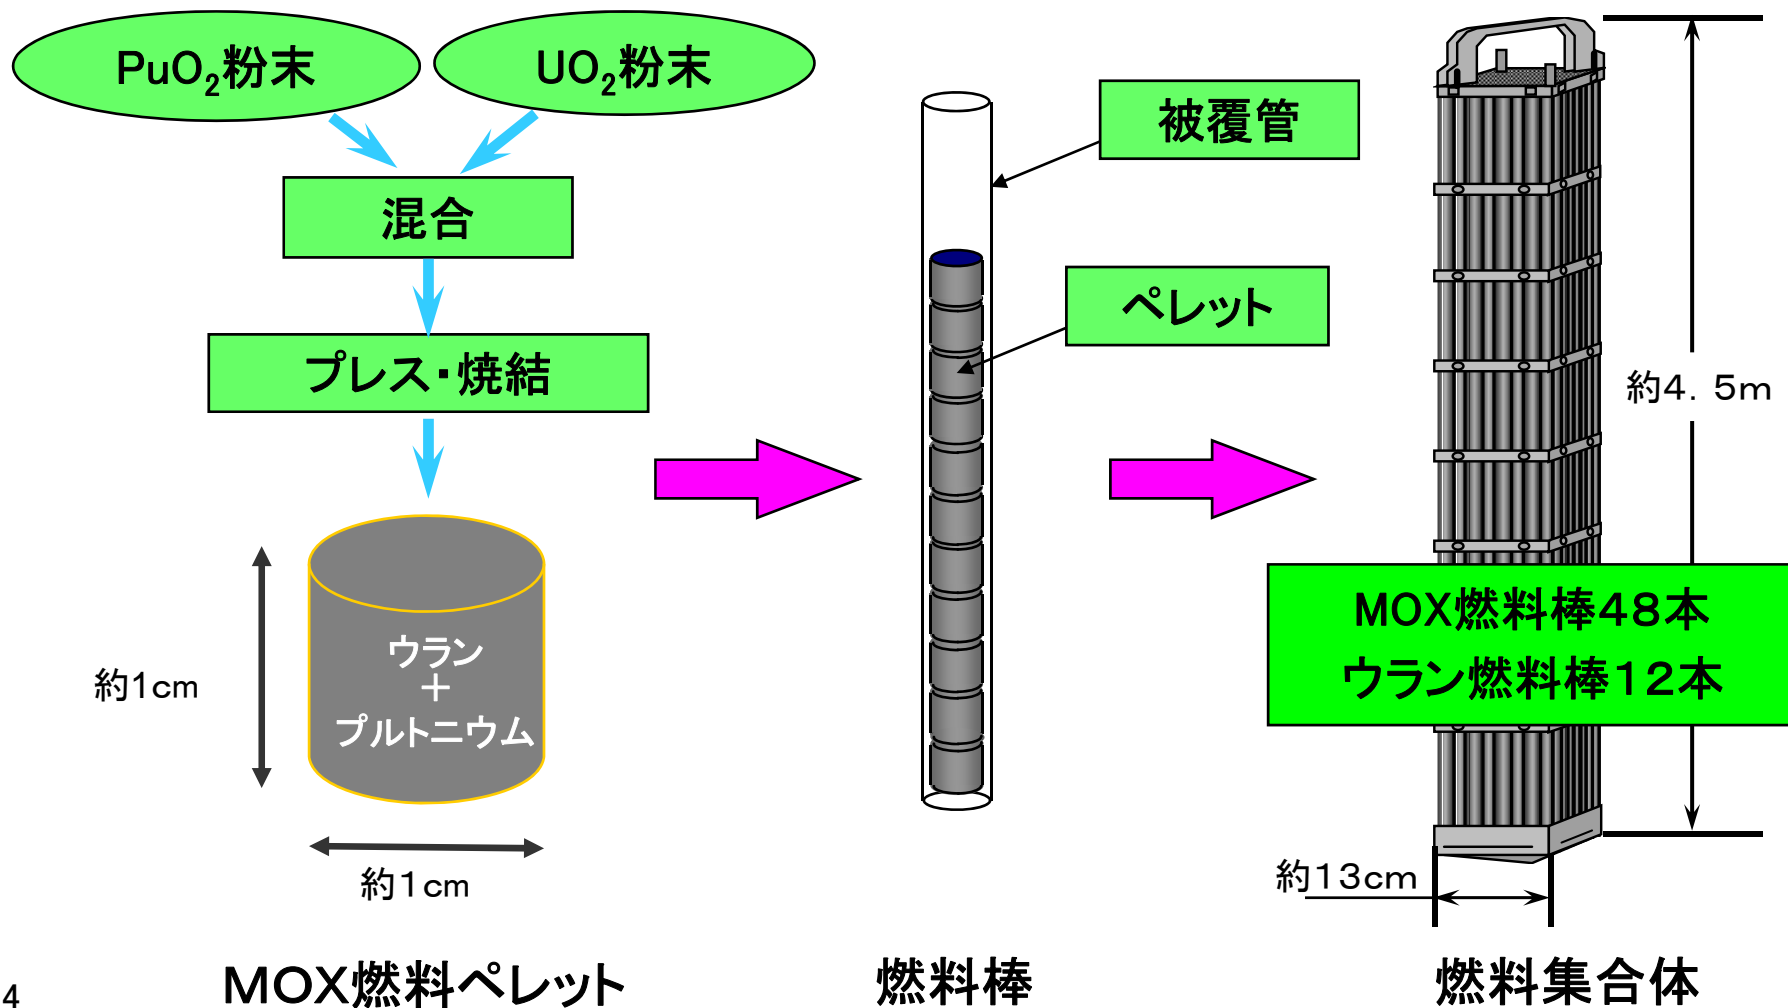 PuO₂粉末
UO₂粉末
混合
プレス・焼結
ウラン
+
プルトニウム
約1cm
約1cm
MOX燃料ペレット
被覆管
ペレット
燃料棒
約4．5m
MOX燃料棒48本
ウラン燃料棒12本
約13cm
燃料集合体
4